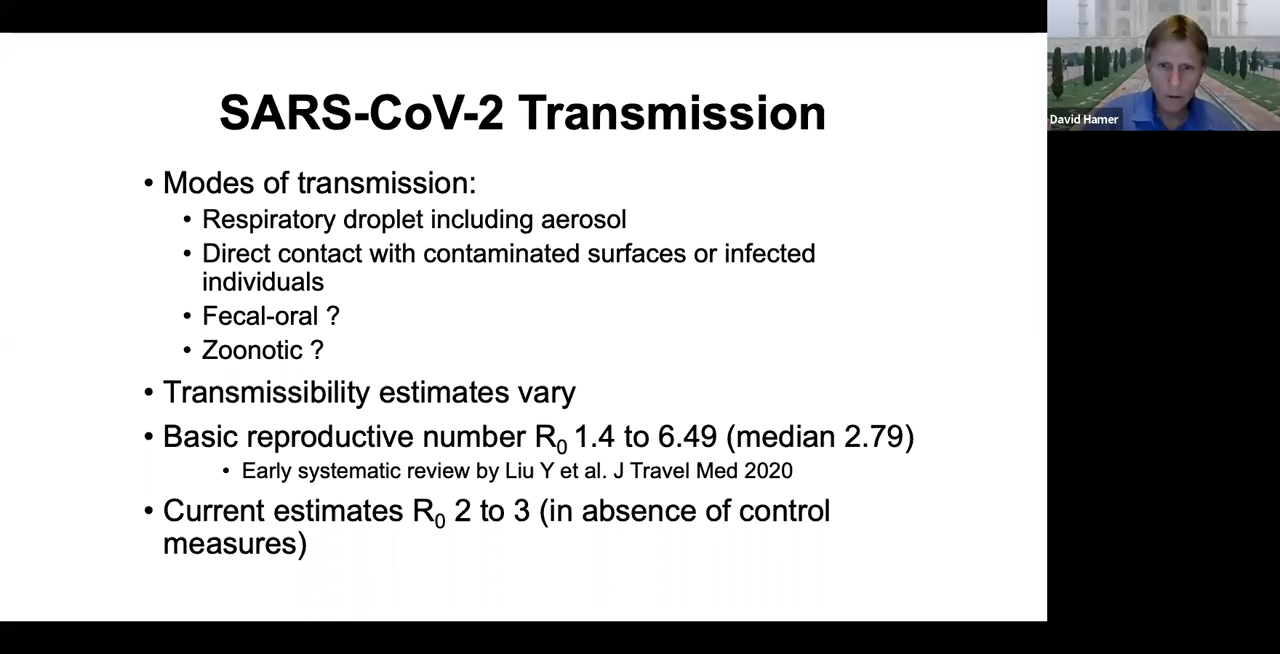 SARS-CoV-2 Transmission
• Modes of transmission:
• Respiratory droplet including aerosol
• Direct contact with contaminated surfaces or infected
individuals
• Fecal-oral ?
• Zoonotic ?
• Transmissibility estimates vary
• Basic reproductive number R₀ 1.4 to 6.49 (median 2.79)
• Early systematic review by Liu Y et al. J Travel Med 2020
• Current estimates R₀ 2 to 3 (in absence of control
measures)
David Hamer